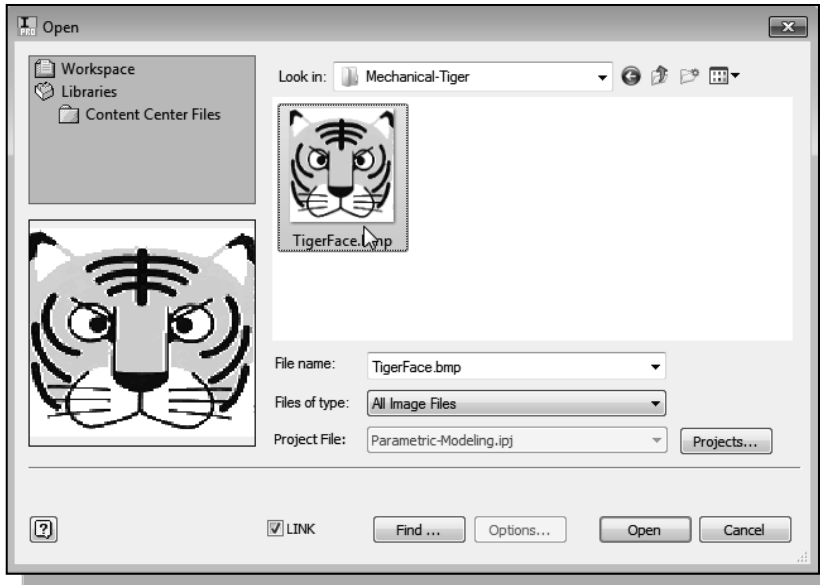 I
PRO
Open
Workspace
Libraries
Content Center Files
Look in: Mechanical-Tiger
TigerFace.bmp
File name: TigerFace.bmp
Files of type: All Image Files
Project File: Parametric-Modeling.ipj Projects...
? LINK Find ... Options... Open Cancel